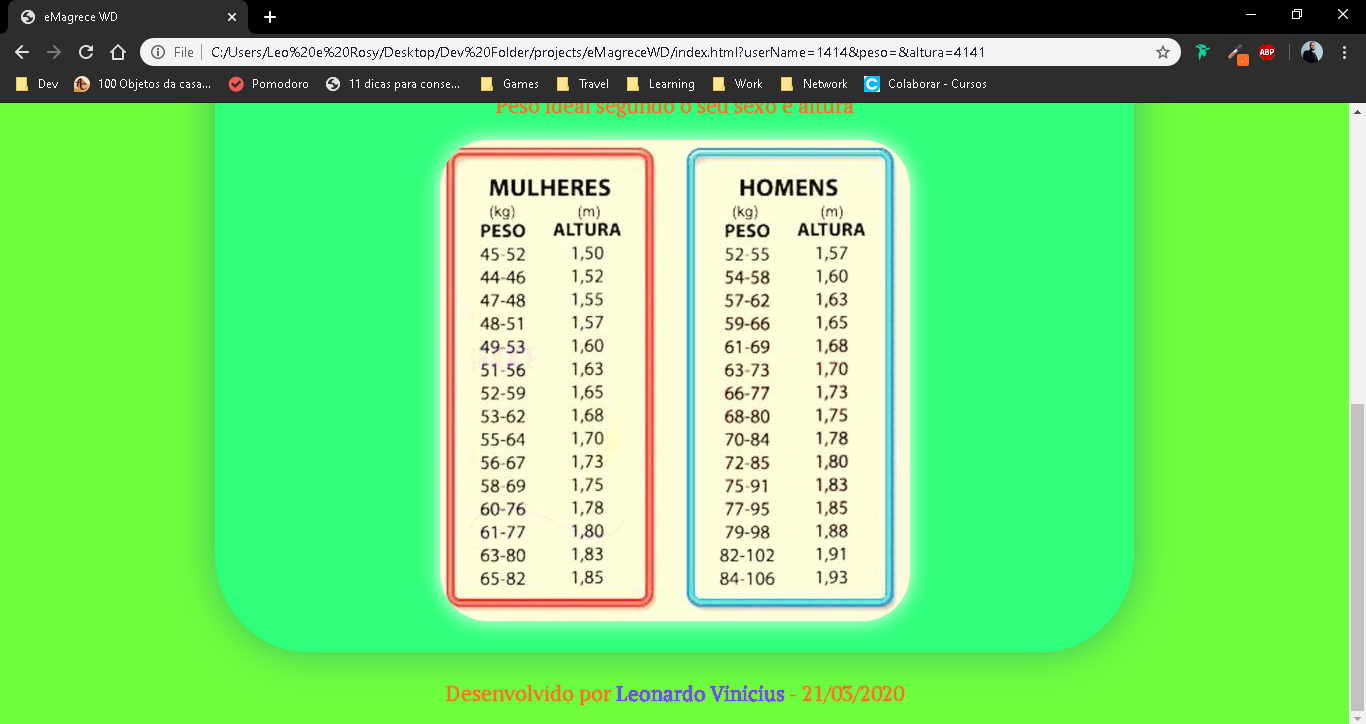 eMagrece WD
File C:/Users/Leo%20e%20Rosy/Desktop/Dev%20Folder/projects/eMagreceWD/index.html?userName=1414&peso=&altura=4141
ABP
Dev 100 Objetos da casa... Pomodoro 11 dicas para conse... Games Travel Learning Work Network Colaborar - Cursos
Peso ideal segundo o seu sexo e altura
MULHERES HOMENS
(kg) (m) (kg) (m)
PESO ALTURA PESO ALTURA
45-52 1,50 52-55 1,57
44-46 1,52 54-58 1,60
47-48 1,55 57-62 1,63
48-51 1,57 59-66 1,65
49-53 1,60 61-69 1,68
51-56 1,63 63-73 1,70
52-59 1,65 66-77 1,73
53-62 1,68 68-80 1,75
55-64 1,70 70-84 1,78
56-67 1,73 72-85 1,80
58-69 1,75 75-91 1,83
60-76 1,78 77-95 1,85
61-77 1,80 79-98 1,88
63-80 1,83 82-102 1,91
65-82 1,85 84-106 1,93
Desenvolvido por Leonardo Vinicius - 21/03/2020